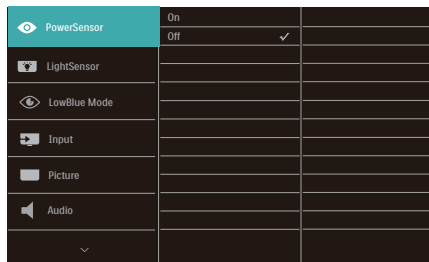 PowerSensor
On
Off
LightSensor
LowBlue Mode
Input
Picture
Audio